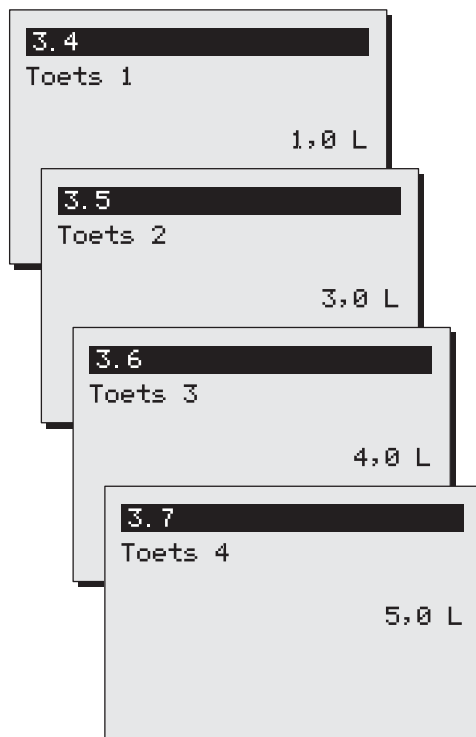 3.4
Toets 1
1,0 L
3.5
Toets 2
3,0 L
3.6
Toets 3
4,0 L
3.7
Toets 4
5,0 L